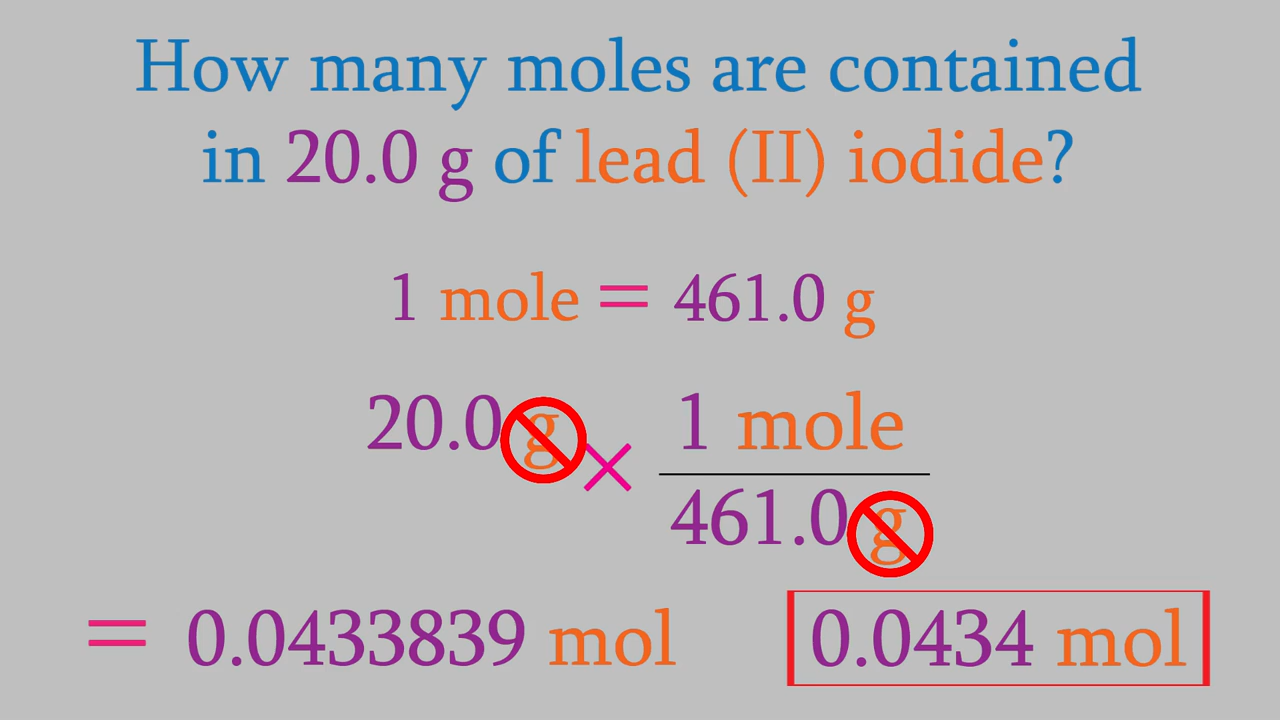 How many moles are contained
in 20.0 g of lead (II) iodide?
1 mole = 461.0 g
20.0 g × 1 mole
461.0 g
= 0.0433839 mol 0.0434 mol